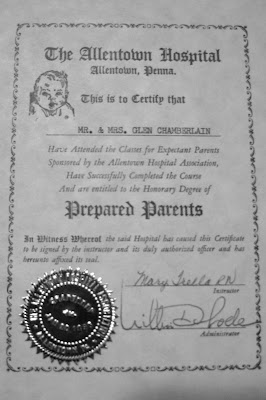 The Allentown Hospital
Allentown, Penna.
This is to Certify that
MR. & MRS. GLEN CHAMBERLAIN
Have Attended the Classes for Expectant Parents
Sponsored by the Allentown Hospital Association,
Have Successfully Completed the Course
And are entitled to the Honorary Degree of
Prepared Parents
In Witness Whereof the said Hospital has caused this Certificate
to be signed by the instructor and its duly authorized officer and has
hereunto affixed its seal.
Mary RN
Instructor
Administrator